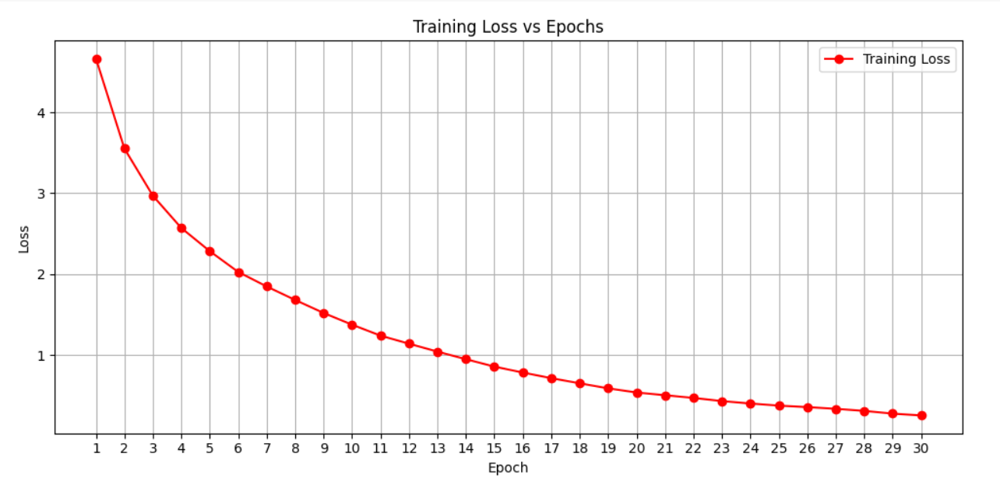 Training Loss vs Epochs
Training Loss
Loss
4
3
2
1
1 2 3 4 5 6 7 8 9 10 11 12 13 14 15 16 17 18 19 20 21 22 23 24 25 26 27 28 29 30
Epoch